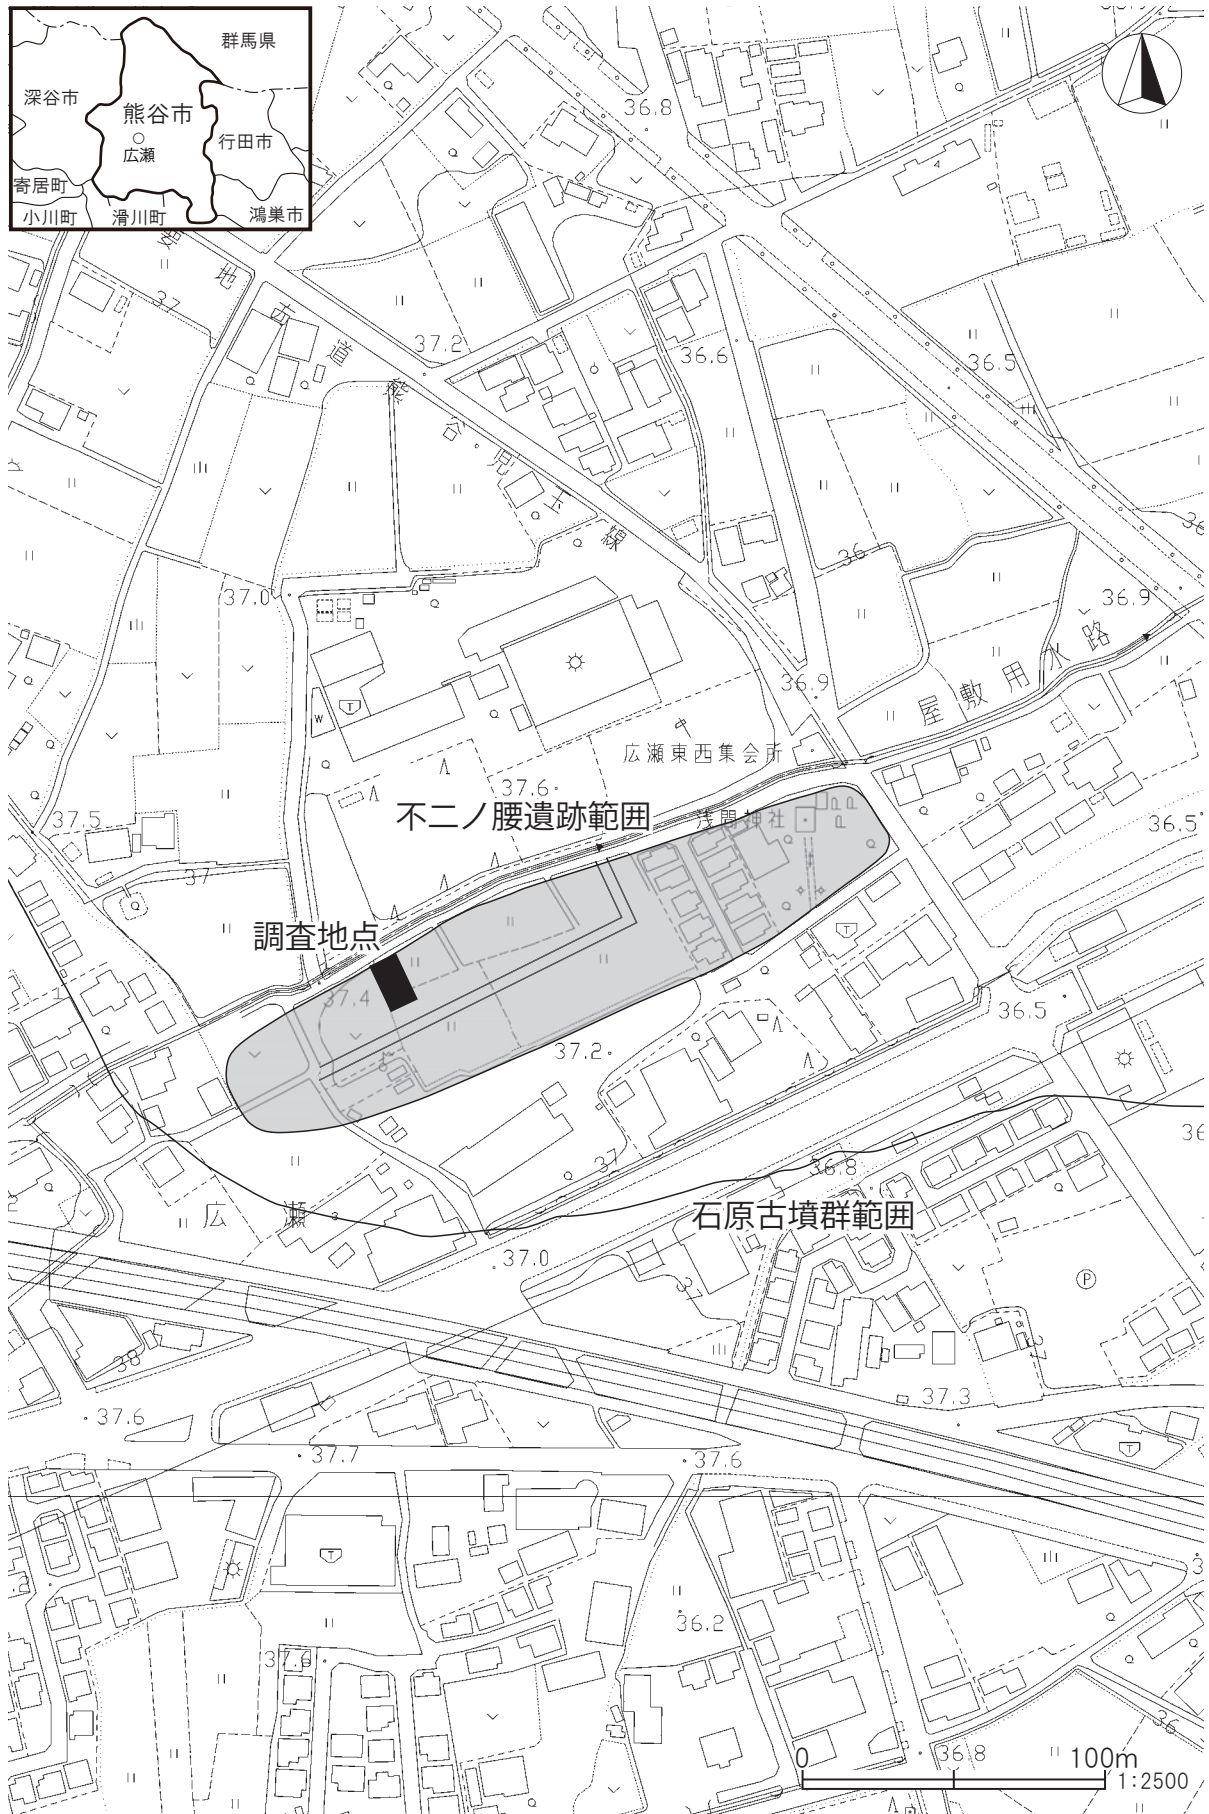 群馬県
深谷市
熊谷市
行田市
広瀬
寄居町
小川町
滑川町
鴻巣市
36.8
37
37.2
36.6
36.5
36
37.0
36.9
36.9
屋敷用水路
広瀬東西集会所
37.6
不二ノ腰遺跡範囲
浅間神社
37.5
36.5
37
調査地点
37.4
36.5
37.2
37
36.8
広瀬
石原古墳群範囲
37.0
37
P
38
37.3
37.6
37.7
37.6
T
36.2
37.6
36
0
36.8
100m
1:2500